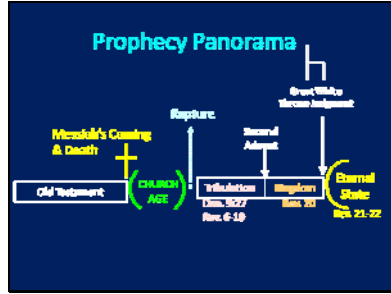 Prophecy Panorama
Great White
Throne Judgment
Rapture
Second
Advent
Messiah's Coming
& Death
Old Testament
CHURCH
AGE
Tribulation
Kingdom
Eternal
State
Dan. 9:27
Rev. 6-19
Rev. 20
Rev. 21-22